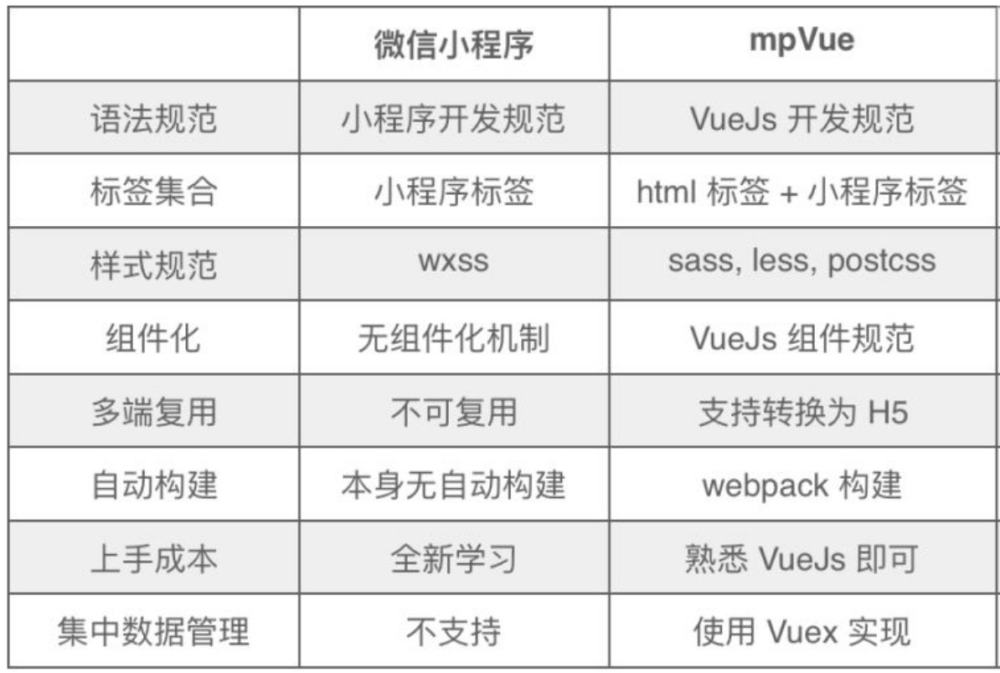 微信小程序 mpVue
语法规范 小程序开发规范 VueJs 开发规范
标签集合 小程序标签 html 标签 + 小程序标签
样式规范 wxss sass, less, postcss
组件化 无组件化机制 VueJs 组件规范
多端复用 不可复用 支持转换为 H5
自动构建 本身无自动构建 webpack 构建
上手成本 全新学习 熟悉 VueJs 即可
集中数据管理 不支持 使用 Vuex 实现